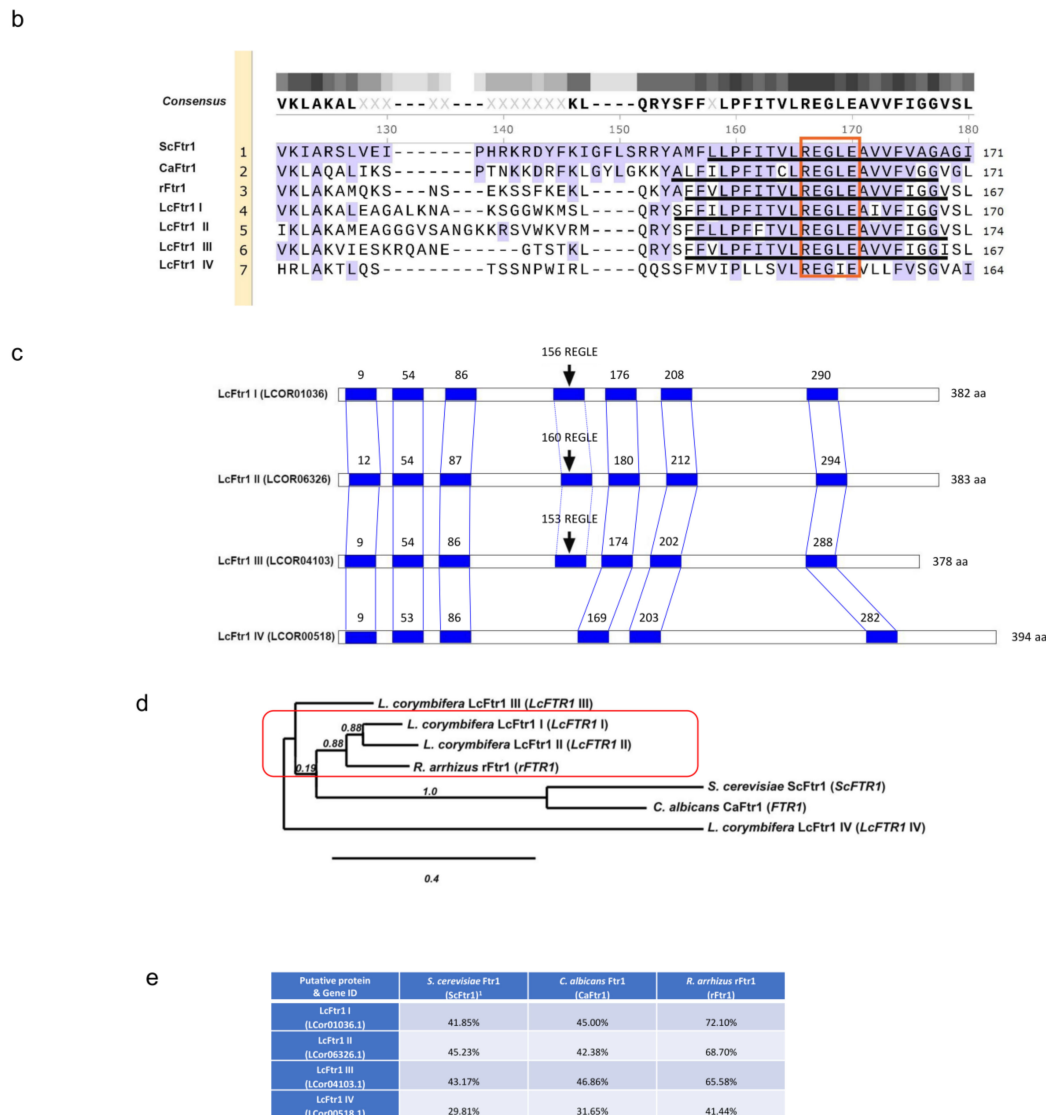 b
Consensus
VKLAKALXXX---XX--XXXXXXXKL----QRYSFFXLPFITVLREGLEAVVFIGGVSL
130 140 150 160 170 180
ScFtr1 1 VKIARSLVEI-------PHRKRDYFKIGFLSRRYAMFLLPFITVLREGLEAVVFVAGAGI 171
CaFtr1 2 VKLAQALIKS-------PTNKKDRFKLGYLGKKYALFILPFITCLREGLEAVVFVGGVGL 171
rFtr1 3 VKLAKAMQKS---NS---EKSSFKEKL---QKYAFFVLPFITVLREGLEAVVFIGGVSL 167
LcFtr1 I 4 VKLAKALEAGALKNA---KSGGWKMSL---QRYSFFILPFITVLREGLEAIVFIGGVSL 170
LcFtr1 II 5 IKLAKAMEAGGGVSANGKKRSVWKVRM----QRYSFFLLPFFTVLREGLEAVVFIGGVSL 174
LcFtr1 III 6 VKLAKVIESKRQANE------GTSTKL----QRYSFFVLPFITVLREGLEAVVFIGGISL 167
LcFtr1 IV 7 HRLAKTLQS---------TSSNPWIRL----QQSSFMVIPLLSVLREGIEVLLFVSGVAI 164
c
156 REGLE
9 54 86 176 208 290
LcFtr1 I (LCOR01036) 382 aa
160 REGLE
12 54 87 180 212 294
LcFtr1 II (LCOR06326) 383 aa
153 REGLE
9 54 86 174 202 288
LcFtr1 III (LCOR04103) 378 aa
9 53 86 169 203 282
LcFtr1 IV (LCOR00518) 394 aa
d
L. corymbifera LcFtr1 III (LcFTR1 III)
0.88 L. corymbifera LcFtr1 I (LcFTR1 I)
0.88 L. corymbifera LcFtr1 II (LcFTR1 II)
0.19 R. arrhizus rFtr1 (rFTR1)
1.0 S. cerevisiae ScFtr1 (ScFTR1)
C. albicans CaFtr1 (FTR1)
L. corymbifera LcFtr1 IV (LcFTR1 IV)
0.4
e
Putative protein & Gene ID S. cerevisiae Ftr1 (ScFtr1)¹ C. albicans Ftr1 (CaFtr1) R. arrhizus rFtr1 (rFtr1)
LcFtr1 I (LCor01036.1) 41.85% 45.00% 72.10%
LcFtr1 II (LCor06326.1) 45.23% 42.38% 68.70%
LcFtr1 III (LCor04103.1) 43.17% 46.86% 65.58%
LcFtr1 IV (LCor00518.1) 29.81% 31.65% 41.44%